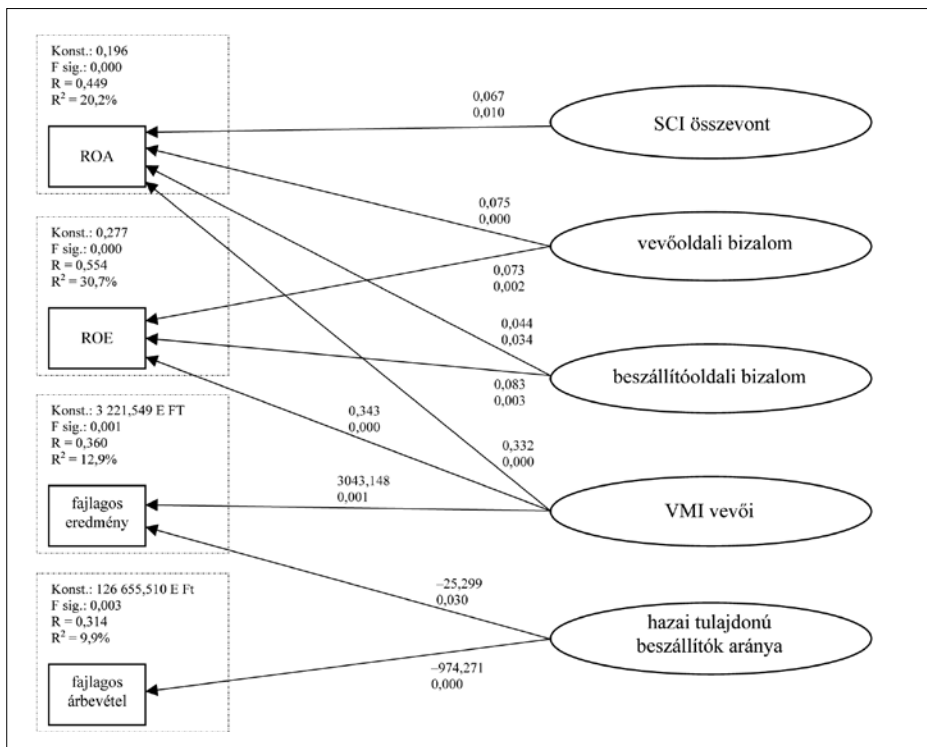 Konst.: 0,196
F sig.: 0,000
R = 0,449
R² = 20,2%
ROA
Konst.: 0,277
F sig.: 0,000
R = 0,554
R² = 30,7%
ROE
Konst.: 3 221,549 E FT
F sig.: 0,001
R = 0,360
R² = 12,9%
fajlagos
eredmény
Konst.: 126 655,510 E Ft
F sig.: 0,003
R = 0,314
R² = 9,9%
fajlagos
árbevétel
0,067
0,010
0,075
0,000
0,073
0,002
0,044
0,034
0,083
0,003
0,343
0,000
0,332
0,000
3043,148
0,001
–25,299
0,030
–974,271
0,000
SCI összevont
vevőoldali bizalom
beszállítóoldali bizalom
VMI vevői
hazai tulajdonú
beszállítók aránya